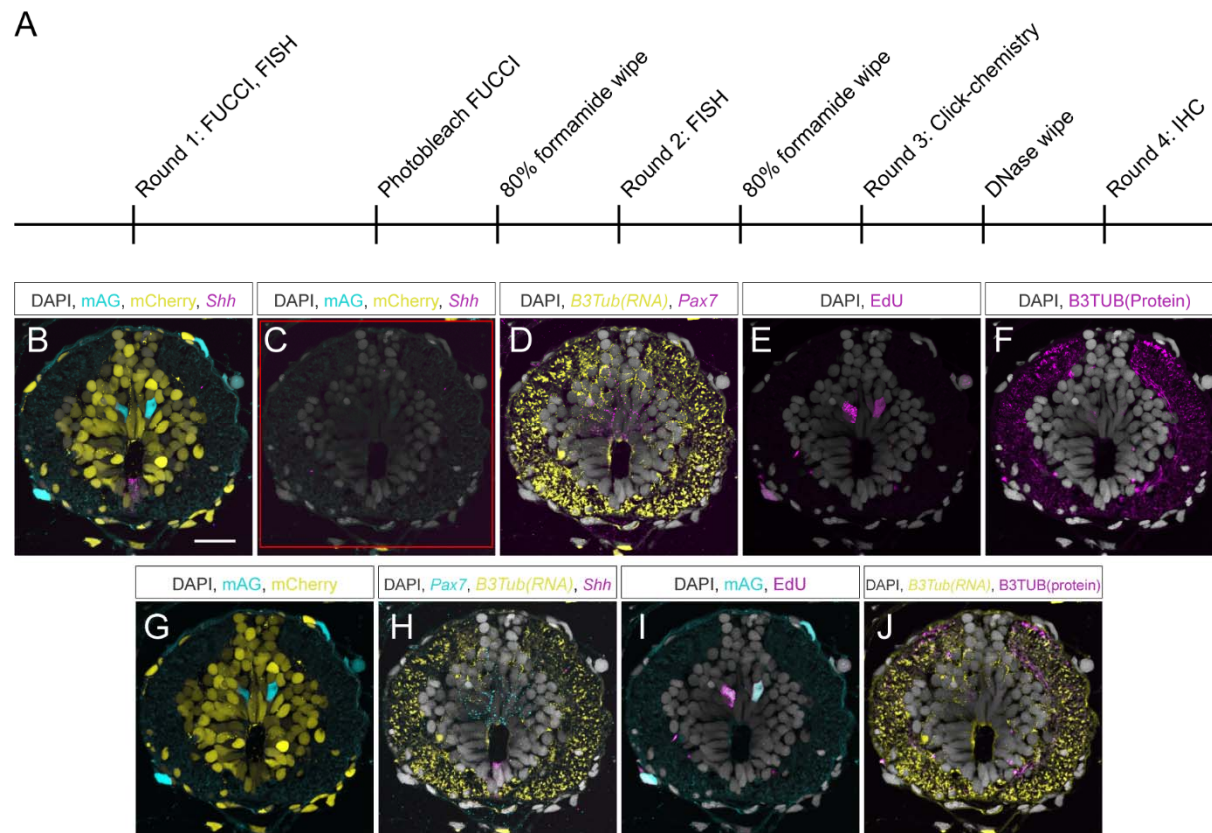 A
Round 1: FUCCI, FISH
Photobleach FUCCI
80% formamide wipe
Round 2: FISH
80% formamide wipe
Round 3: Click-chemistry
DNase wipe
Round 4: IHC
DAPI, mAG, mCherry, Shh
DAPI, mAG, mCherry, Shh
DAPI, B3Tub(RNA), Pax7
DAPI, EdU
DAPI, B3TUB(Protein)
B
C
D
E
F
DAPI, mAG, mCherry
DAPI, Pax7, B3Tub(RNA), Shh
DAPI, mAG, EdU
DAPI, B3Tub(RNA), B3TUB(protein)
G
H
I
J